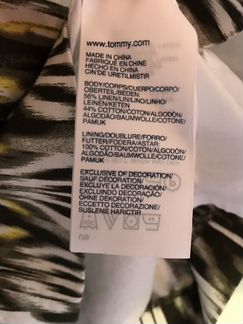 www.tommy.com
MADE IN CHINA
FABRIQUÉ EN CHINE
HECHO EN CHINA
CIN'DE URETILMISTIR
BODY/CORPS/CUERPO/CORPO/
OBERTEIL/BEDEN:
56% LINEN/LIN/LINO/LINHO/
LEINEN/KETEN
44% COTTON/COTON/ALGODÓN/
ALGODÃO/BAUMWOLLE/COTONE/
PAMUK
LINING/DOUBLURE/FORRO/
FUTTER/FODERA/ASTAR:
100% COTTON/COTON/ALGODÓN/
ALGODÃO/BAUMWOLLE/COTONE/
PAMUK
EXCLUSIVE OF DECORATION/
SAUF DÉCORATION/
EXCLUYE LA DECORACIÓN/
EXCLUINDO DECORAÇÃO/
OHNE DEKORATION/
ECCETTO DECORAZIONE/
SUSLEME HARICTIR